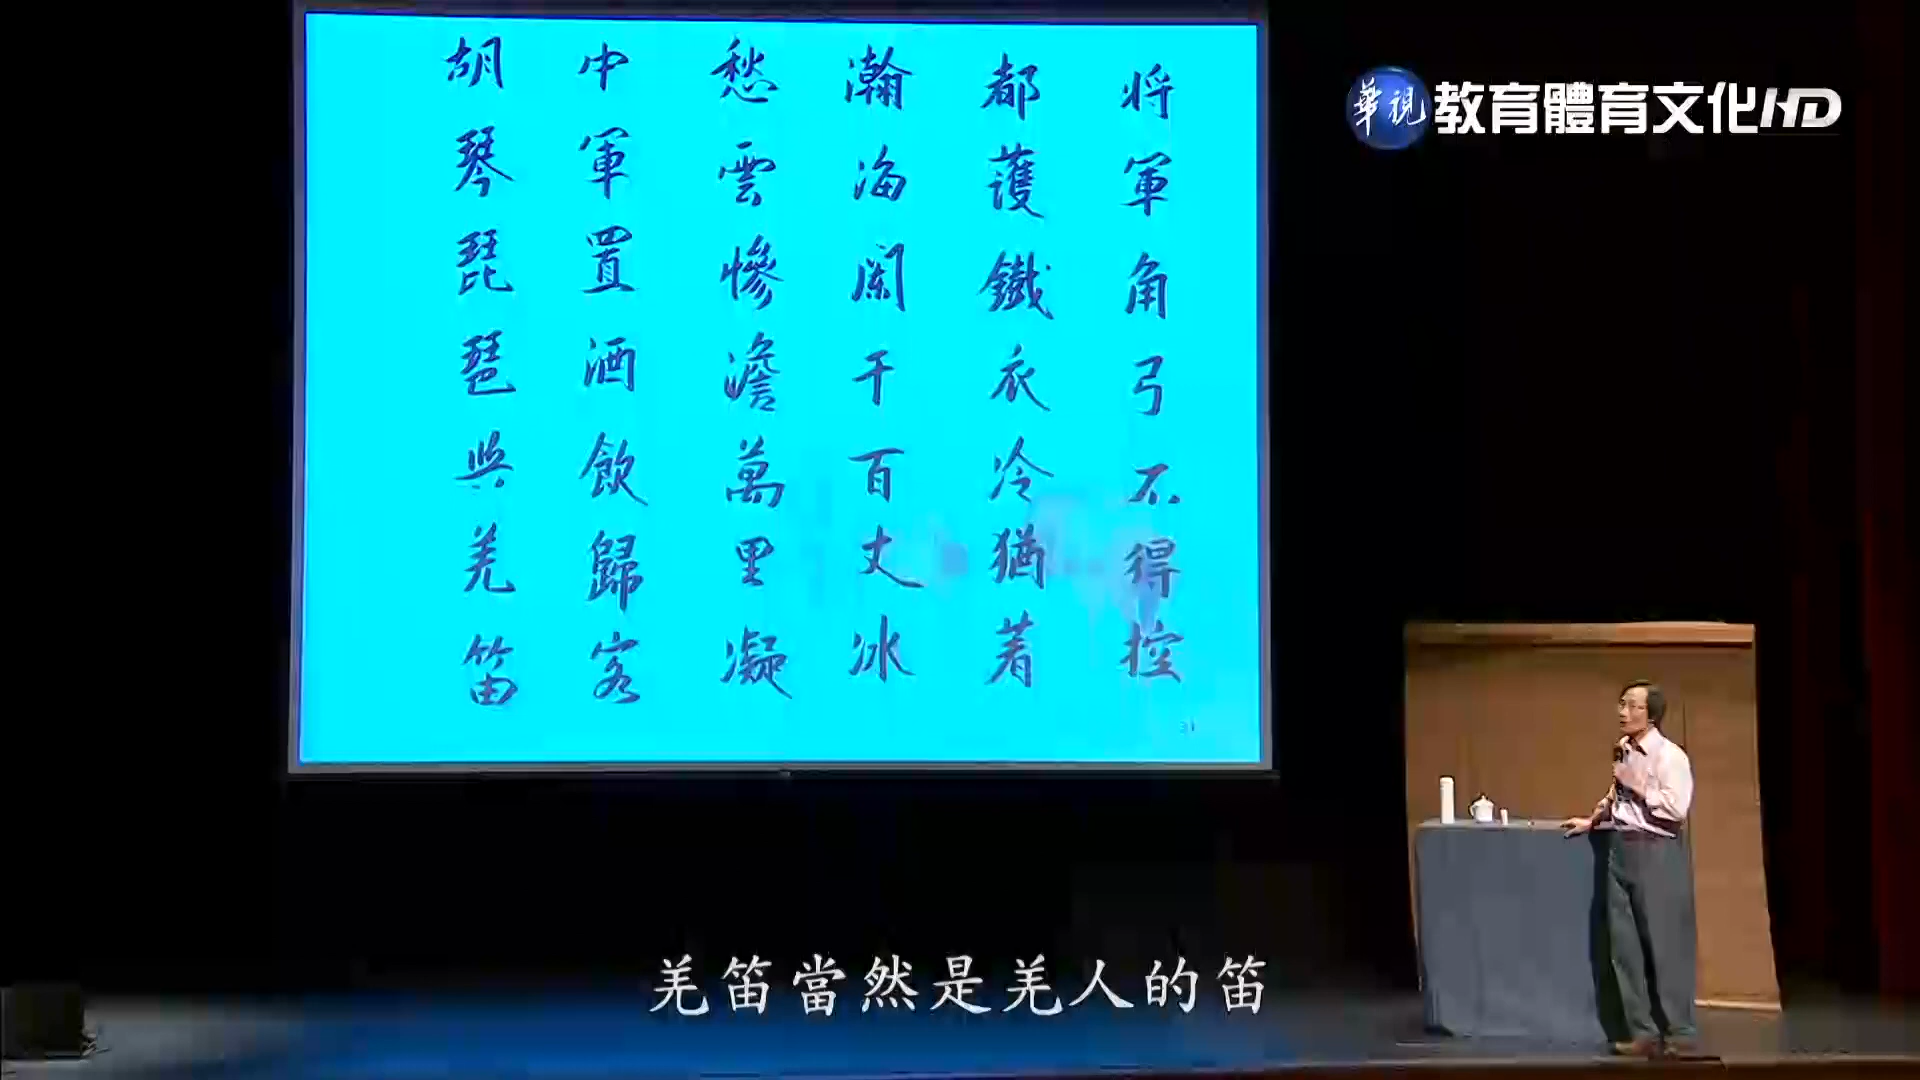 將軍角弓不得控
都護鐵衣冷猶著
瀚海闌干百丈冰
愁雲慘澹萬里凝
中軍置酒飲歸客
胡琴琵琶與羌笛
31
華視 教育體育文化HD
羌笛當然是羌人的笛